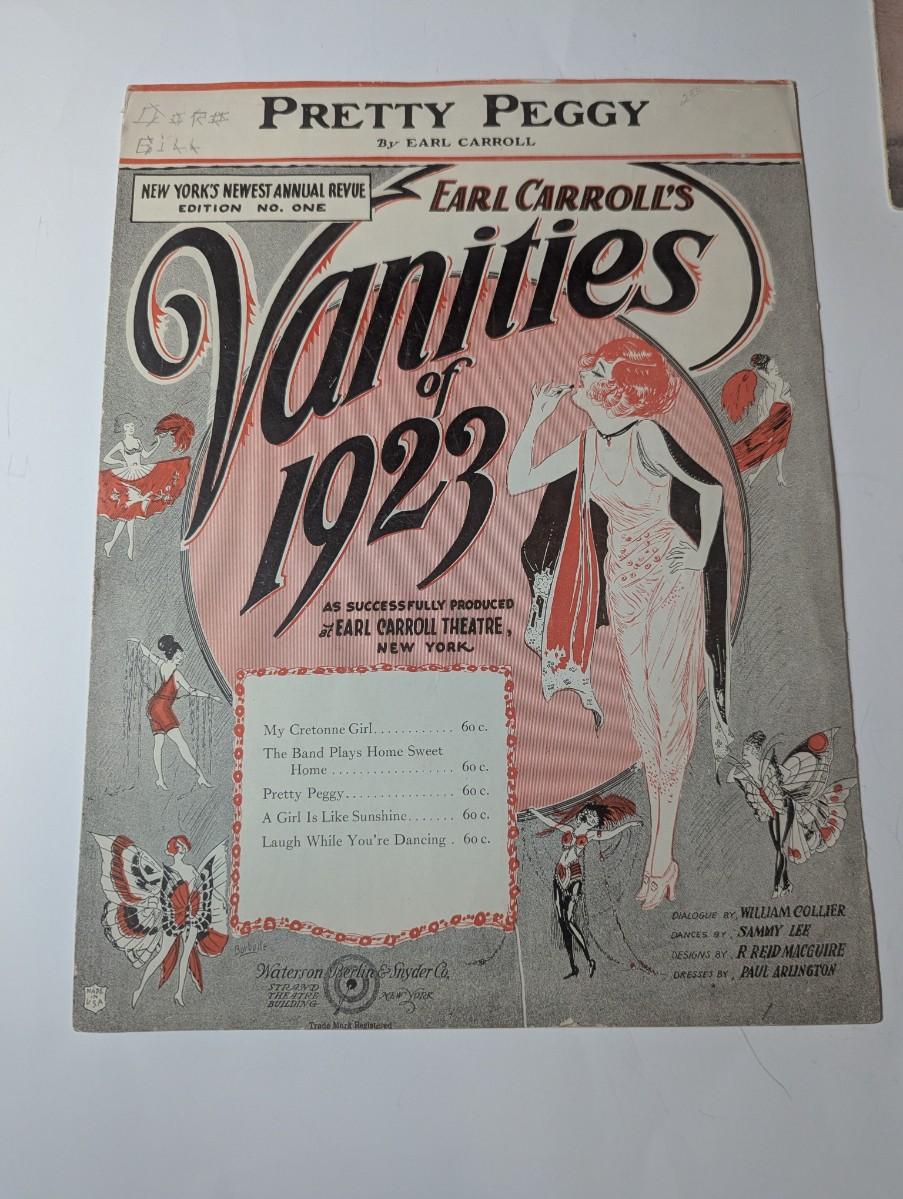 PRETTY PEGGY
By EARL CARROLL
NEW YORK'S NEWEST ANNUAL REVUE
EDITION NO. ONE
EARL CARROLL'S
Vanities
of
1923
AS SUCCESSFULLY PRODUCED
at EARL CARROLL THEATRE,
NEW YORK
My Cretonne Girl............ 60 c.
The Band Plays Home Sweet
Home .................. 60 c.
Pretty Peggy................ 60 c.
A Girl Is Like Sunshine....... 60 c.
Laugh While You're Dancing . 60 c.
DIALOGUE BY, WILLIAM COLLIER
DANCES BY, SAMMY LEE
DESIGNS BY, R REID MACGUIRE
DRESSES BY, PAUL ARLINGTON
Barbelle
Waterson Berlin & Snyder Co.
STRAND
THEATRE
BUILDING
NEW YORK
Trade Mark Registered
MADE
IN
U.S.A